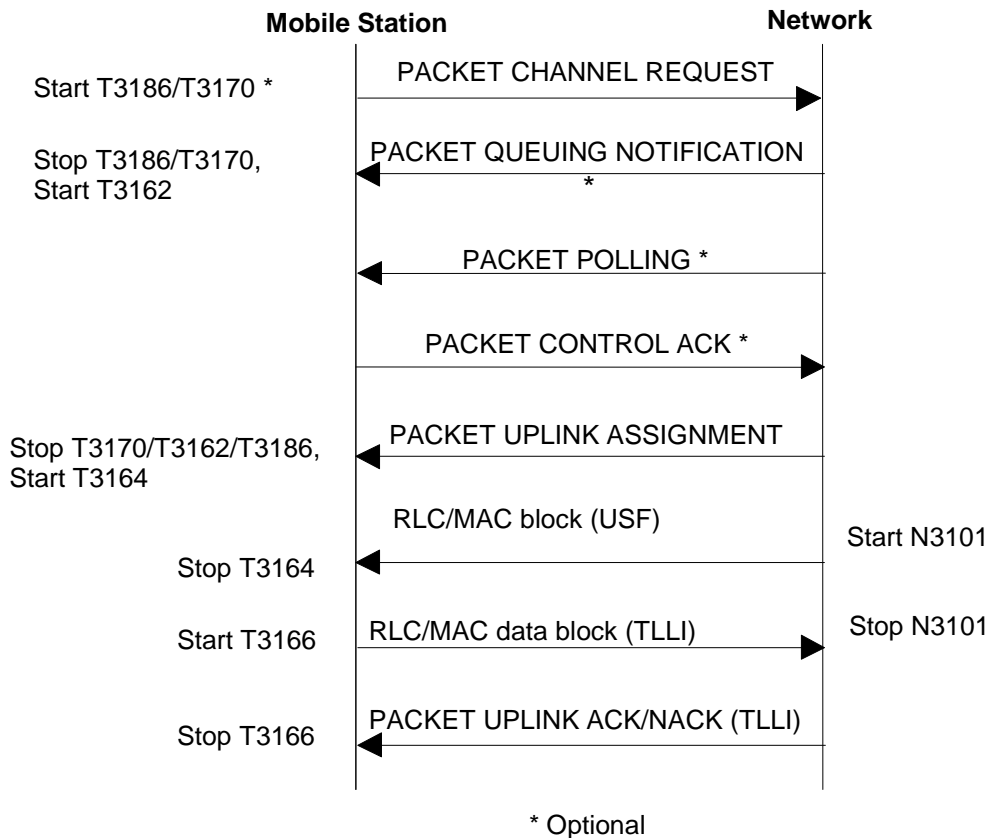 Mobile Station
Network
PACKET CHANNEL REQUEST
Start T3186/T3170 *
PACKET QUEUING NOTIFICATION
*
Stop T3186/T3170,
Start T3162
PACKET POLLING *
PACKET CONTROL ACK *
PACKET UPLINK ASSIGNMENT
Stop T3170/T3162/T3186,
Start T3164
RLC/MAC block (USF)
Start N3101
Stop T3164
RLC/MAC data block (TLLI)
Start T3166
Stop N3101
PACKET UPLINK ACK/NACK (TLLI)
Stop T3166
* Optional